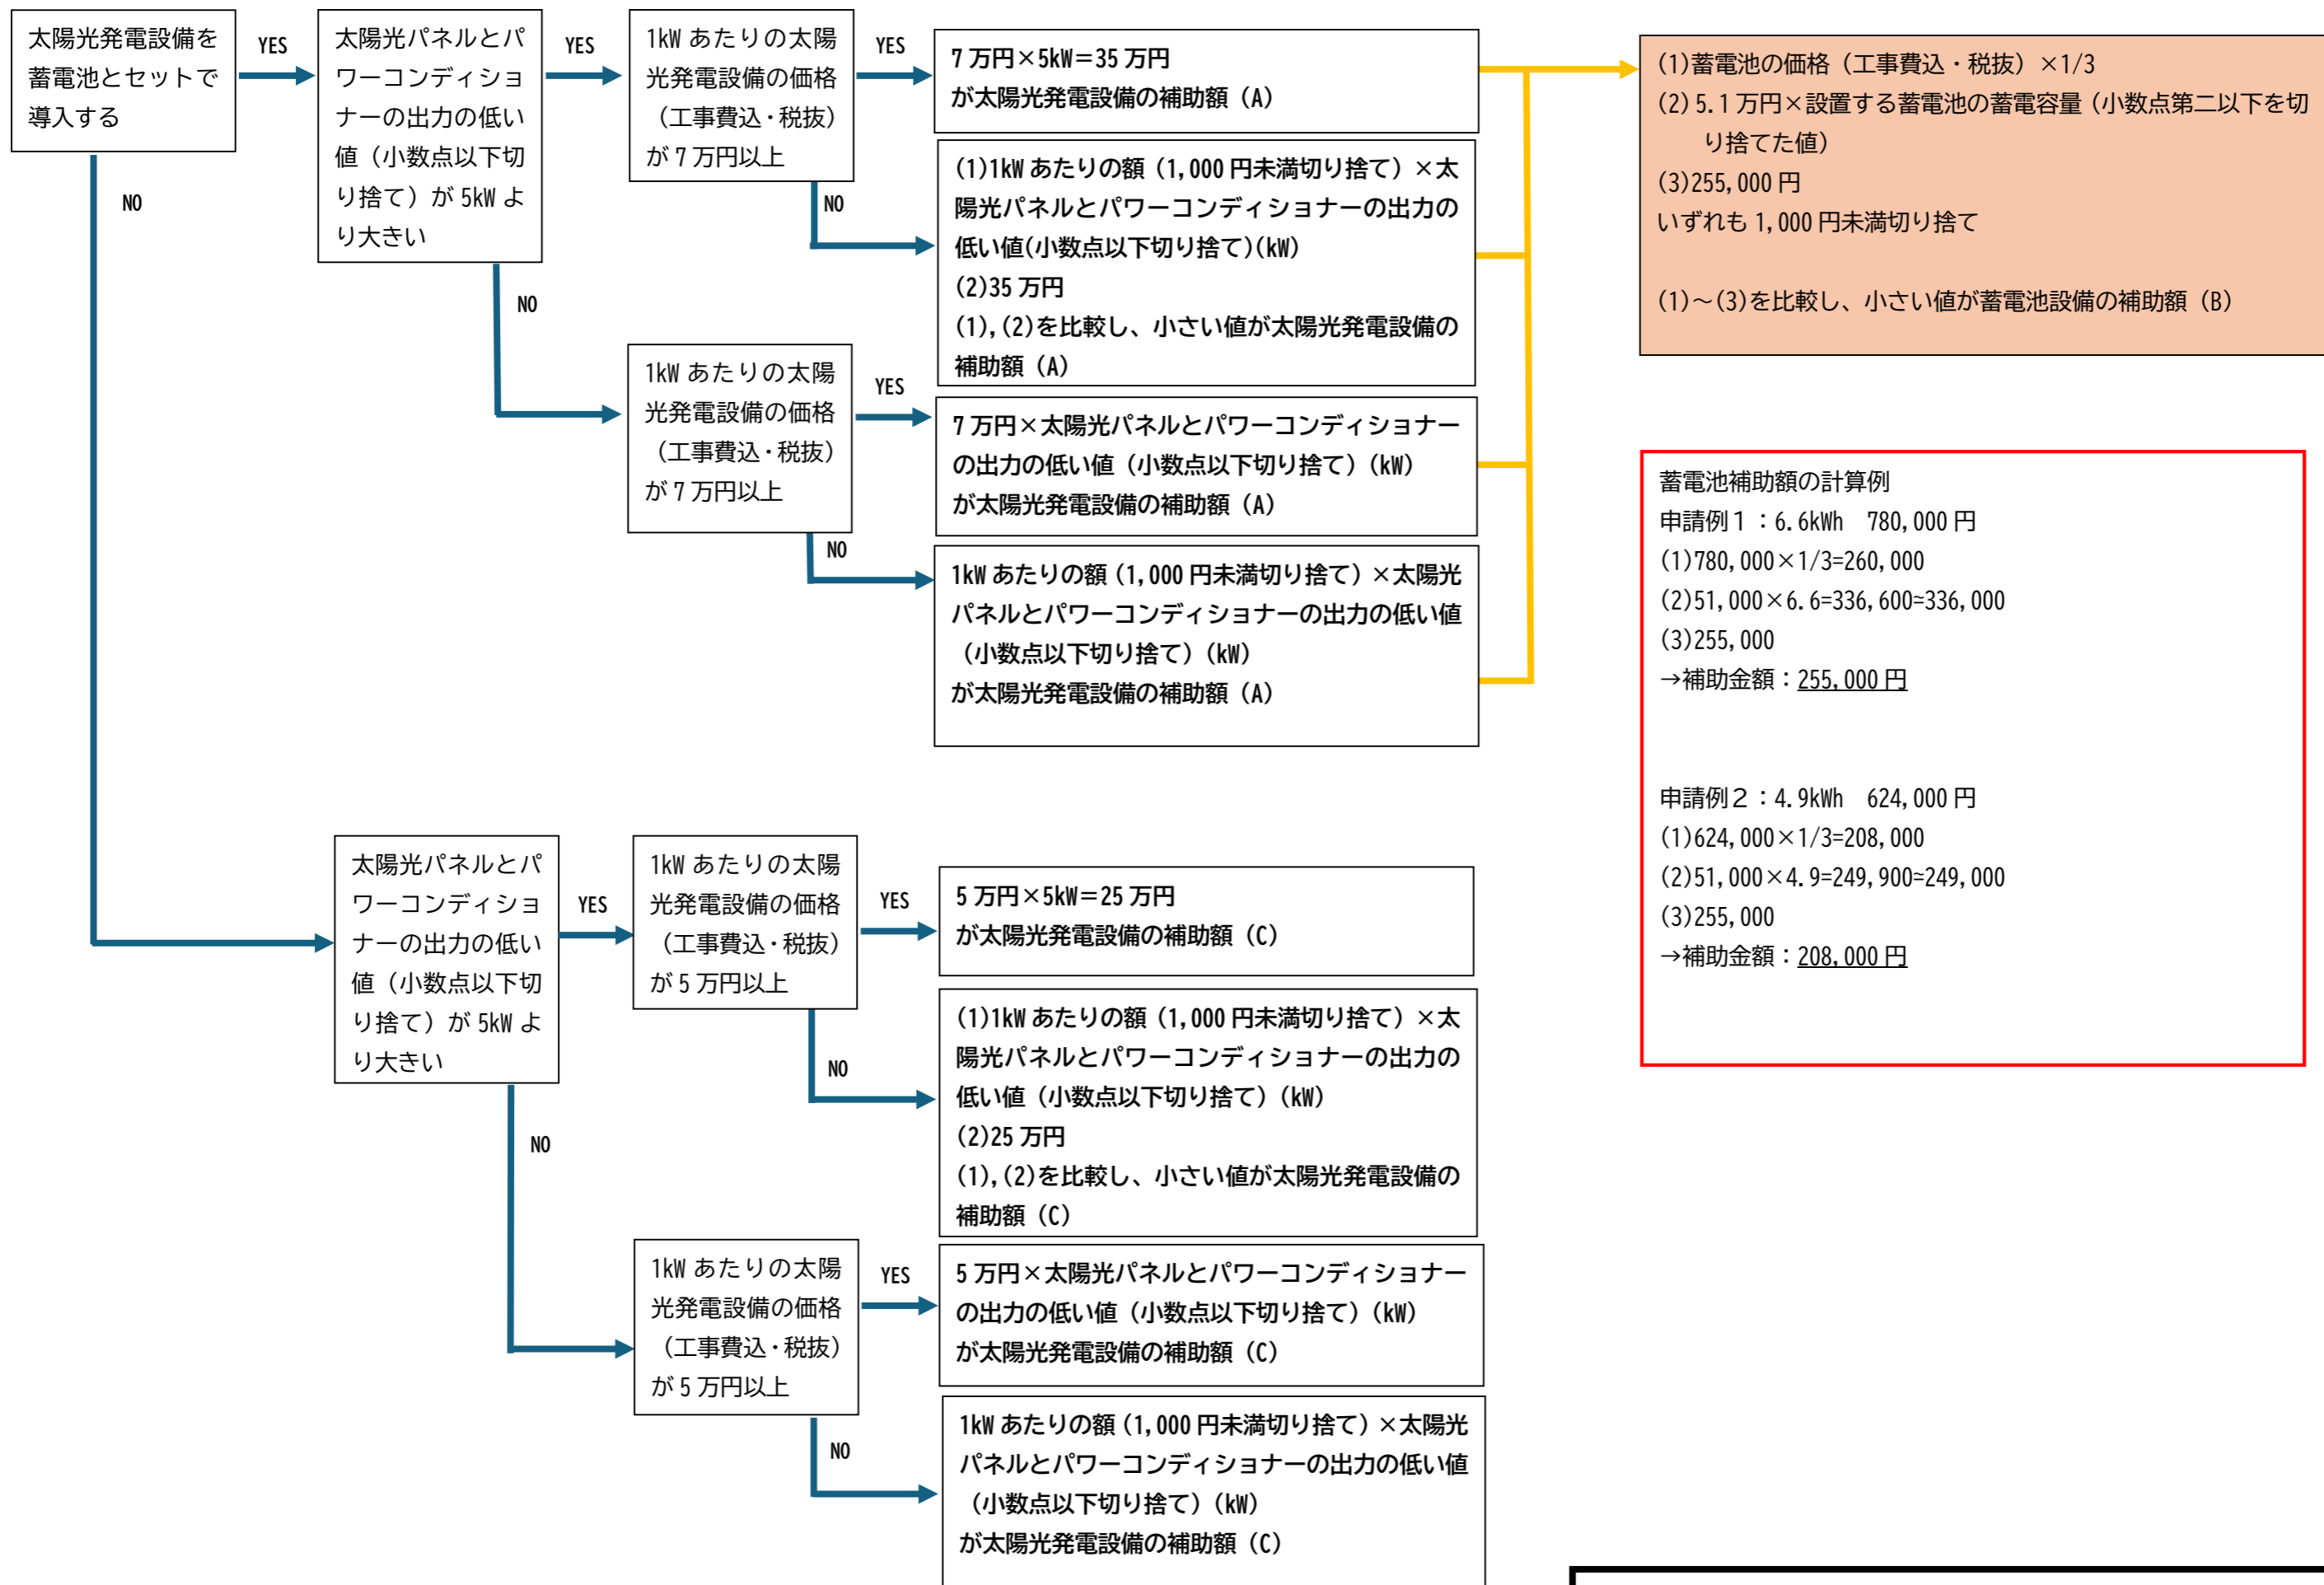 太陽光発電設備を
蓄電池とセットで
導入する
YES
NO
太陽光パネルとパ
ワーコンディショ
ナーの出力の低い
値（小数点以下切
り捨て）が 5kW よ
り大きい
YES
NO
1kW あたりの太陽
光発電設備の価格
（工事費込・税抜）
が 7 万円以上
YES
NO
7 万円×5kW＝35 万円
が太陽光発電設備の補助額（A）
(1)1kW あたりの額（1,000 円未満切り捨て）×太
陽光パネルとパワーコンディショナーの出力の
低い値(小数点以下切り捨て)(kW)
(2)35 万円
(1),(2)を比較し、小さい値が太陽光発電設備の
補助額（A）
1kW あたりの太陽
光発電設備の価格
（工事費込・税抜）
が 7 万円以上
YES
NO
7 万円×太陽光パネルとパワーコンディショナー
の出力の低い値（小数点以下切り捨て）(kW)
が太陽光発電設備の補助額（A）
1kW あたりの額（1,000 円未満切り捨て）×太陽光
パネルとパワーコンディショナーの出力の低い値
（小数点以下切り捨て）(kW)
が太陽光発電設備の補助額（A）
(1)蓄電池の価格（工事費込・税抜）×1/3
(2)5.1 万円×設置する蓄電池の蓄電容量（小数点第二以下を切
り捨てた値）
(3)255,000 円
いずれも 1,000 円未満切り捨て
(1)～(3)を比較し、小さい値が蓄電池設備の補助額（B）
蓄電池補助額の計算例
申請例１：6.6kWh　780,000 円
(1)780,000×1/3=260,000
(2)51,000×6.6=336,600≃336,000
(3)255,000
→補助金額：255,000 円
申請例２：4.9kWh　624,000 円
(1)624,000×1/3=208,000
(2)51,000×4.9=249,900≃249,000
(3)255,000
→補助金額：208,000 円
太陽光パネルとパ
ワーコンディショ
ナーの出力の低い
値（小数点以下切
り捨て）が 5kW よ
り大きい
YES
NO
1kW あたりの太陽
光発電設備の価格
（工事費込・税抜）
が 5 万円以上
YES
NO
5 万円×5kW＝25 万円
が太陽光発電設備の補助額（C）
(1)1kW あたりの額（1,000 円未満切り捨て）×太
陽光パネルとパワーコンディショナーの出力の
低い値（小数点以下切り捨て）(kW)
(2)25 万円
(1),(2)を比較し、小さい値が太陽光発電設備の
補助額（C）
1kW あたりの太陽
光発電設備の価格
（工事費込・税抜）
が 5 万円以上
YES
NO
5 万円×太陽光パネルとパワーコンディショナー
の出力の低い値（小数点以下切り捨て）(kW)
が太陽光発電設備の補助額（C）
1kW あたりの額（1,000 円未満切り捨て）×太陽光
パネルとパワーコンディショナーの出力の低い値
（小数点以下切り捨て）(kW)
が太陽光発電設備の補助額（C）